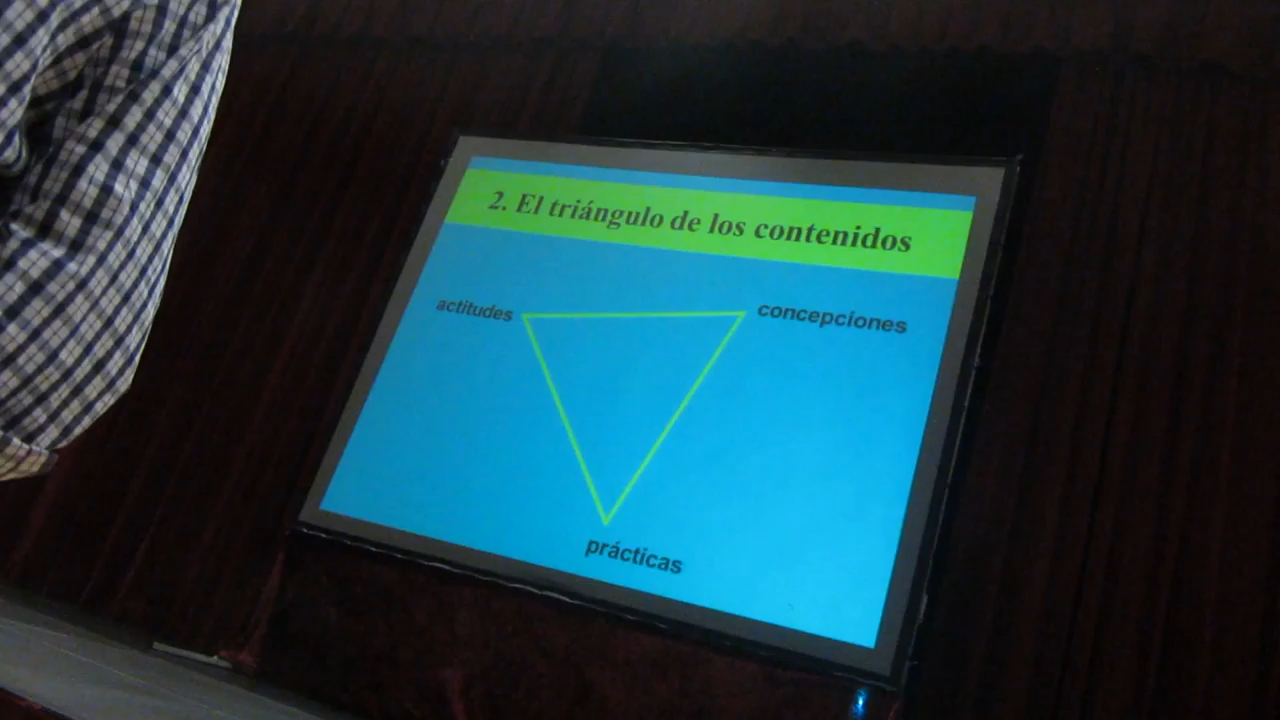 2. El triángulo de los contenidos
actitudes
concepciones
prácticas